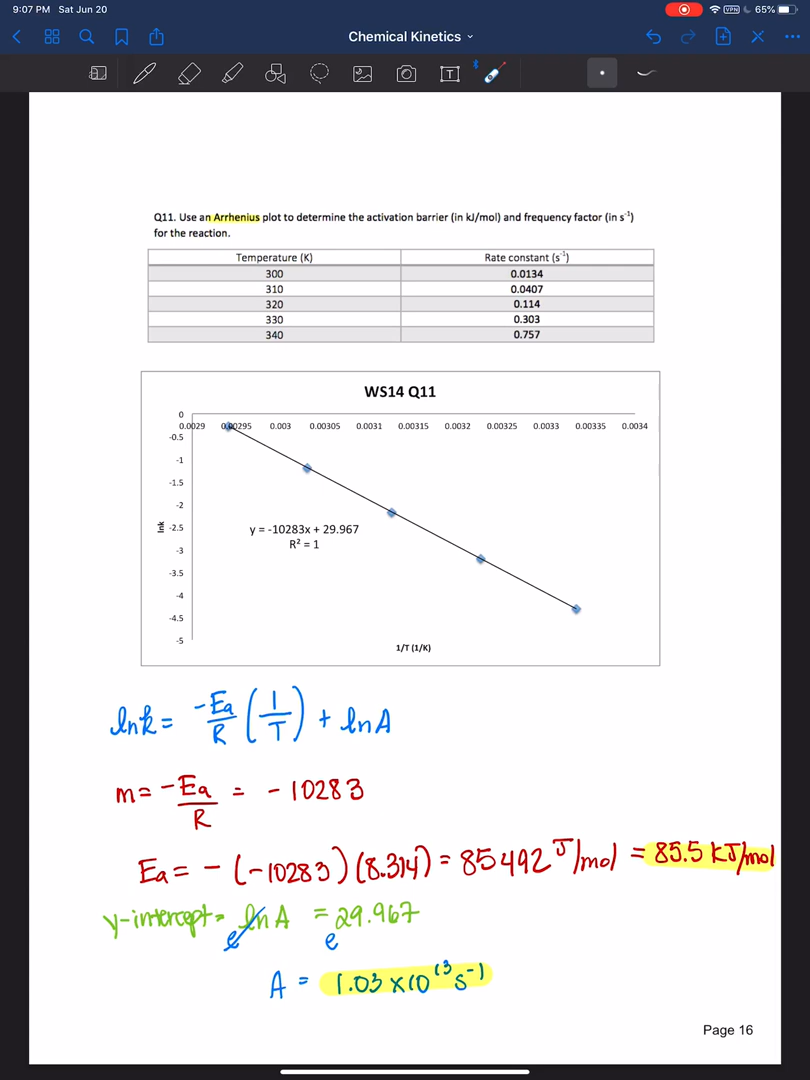 9:07 PM Sat Jun 20 VPN 65%
Chemical Kinetics
T
Q11. Use an Arrhenius plot to determine the activation barrier (in kJ/mol) and frequency factor (in s⁻¹)
for the reaction.
Temperature (K) Rate constant (s⁻¹)
300 0.0134
310 0.0407
320 0.114
330 0.303
340 0.757
WS14 Q11
0
0.0029 0.00295 0.003 0.00305 0.0031 0.00315 0.0032 0.00325 0.0033 0.00335 0.0034
-0.5
-1
-1.5
-2
lnk -2.5 y = -10283x + 29.967
-3 R² = 1
-3.5
-4
-4.5
-5
1/T (1/K)
lnk = -Ea/R (1/T) + lnA
m = -Ea/R = -10283
Ea = -(-10283)(8.314) = 85492 J/mol = 85.5 kJ/mol
y-intercept = e lnA = e 29.967
A = 1.03 x 10¹³ s⁻¹
Page 16